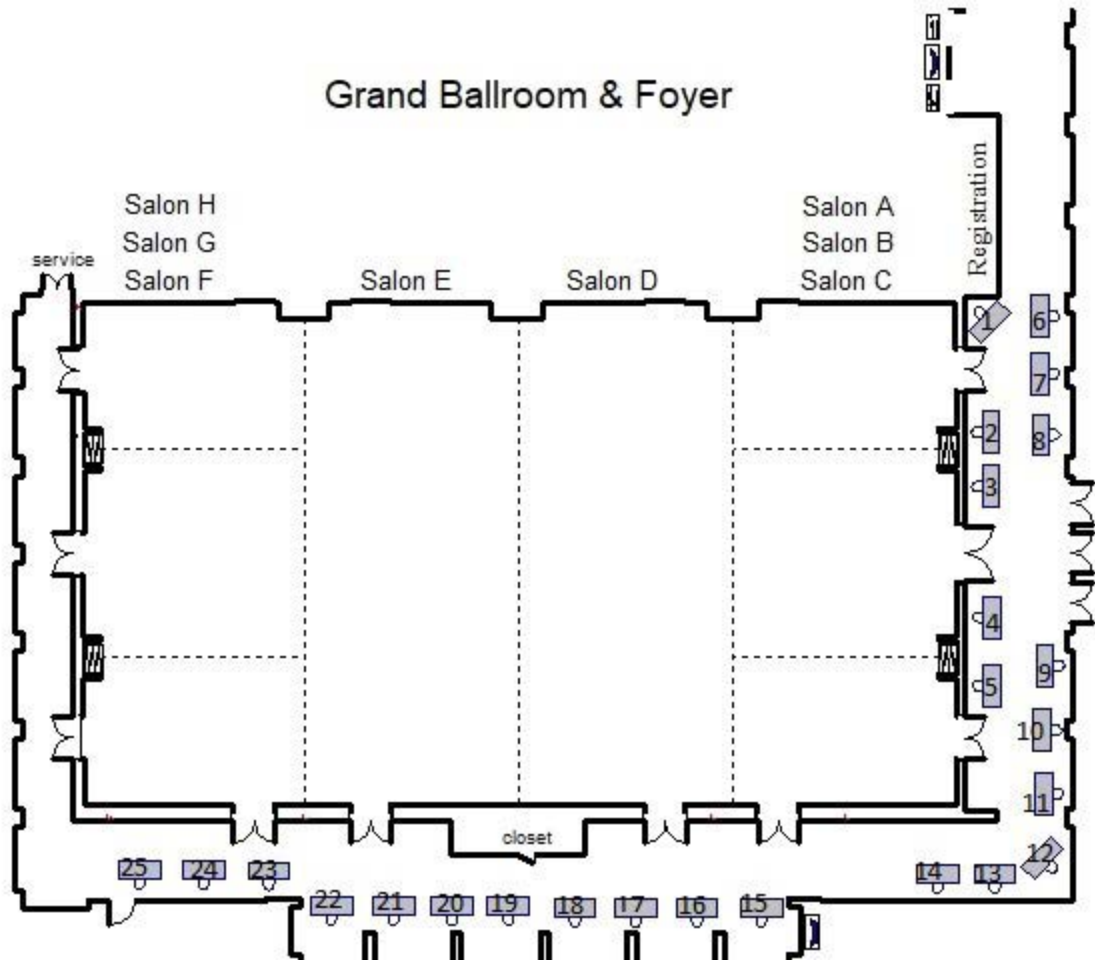 Grand Ballroom & Foyer
Registration
Salon H
Salon G
Salon F
Salon E
Salon D
Salon A
Salon B
Salon C
service
1
6
7
2
8
3
4
5
9
10
11
closet
12
25
24
23
14
13
22
21
20
19
18
17
16
15